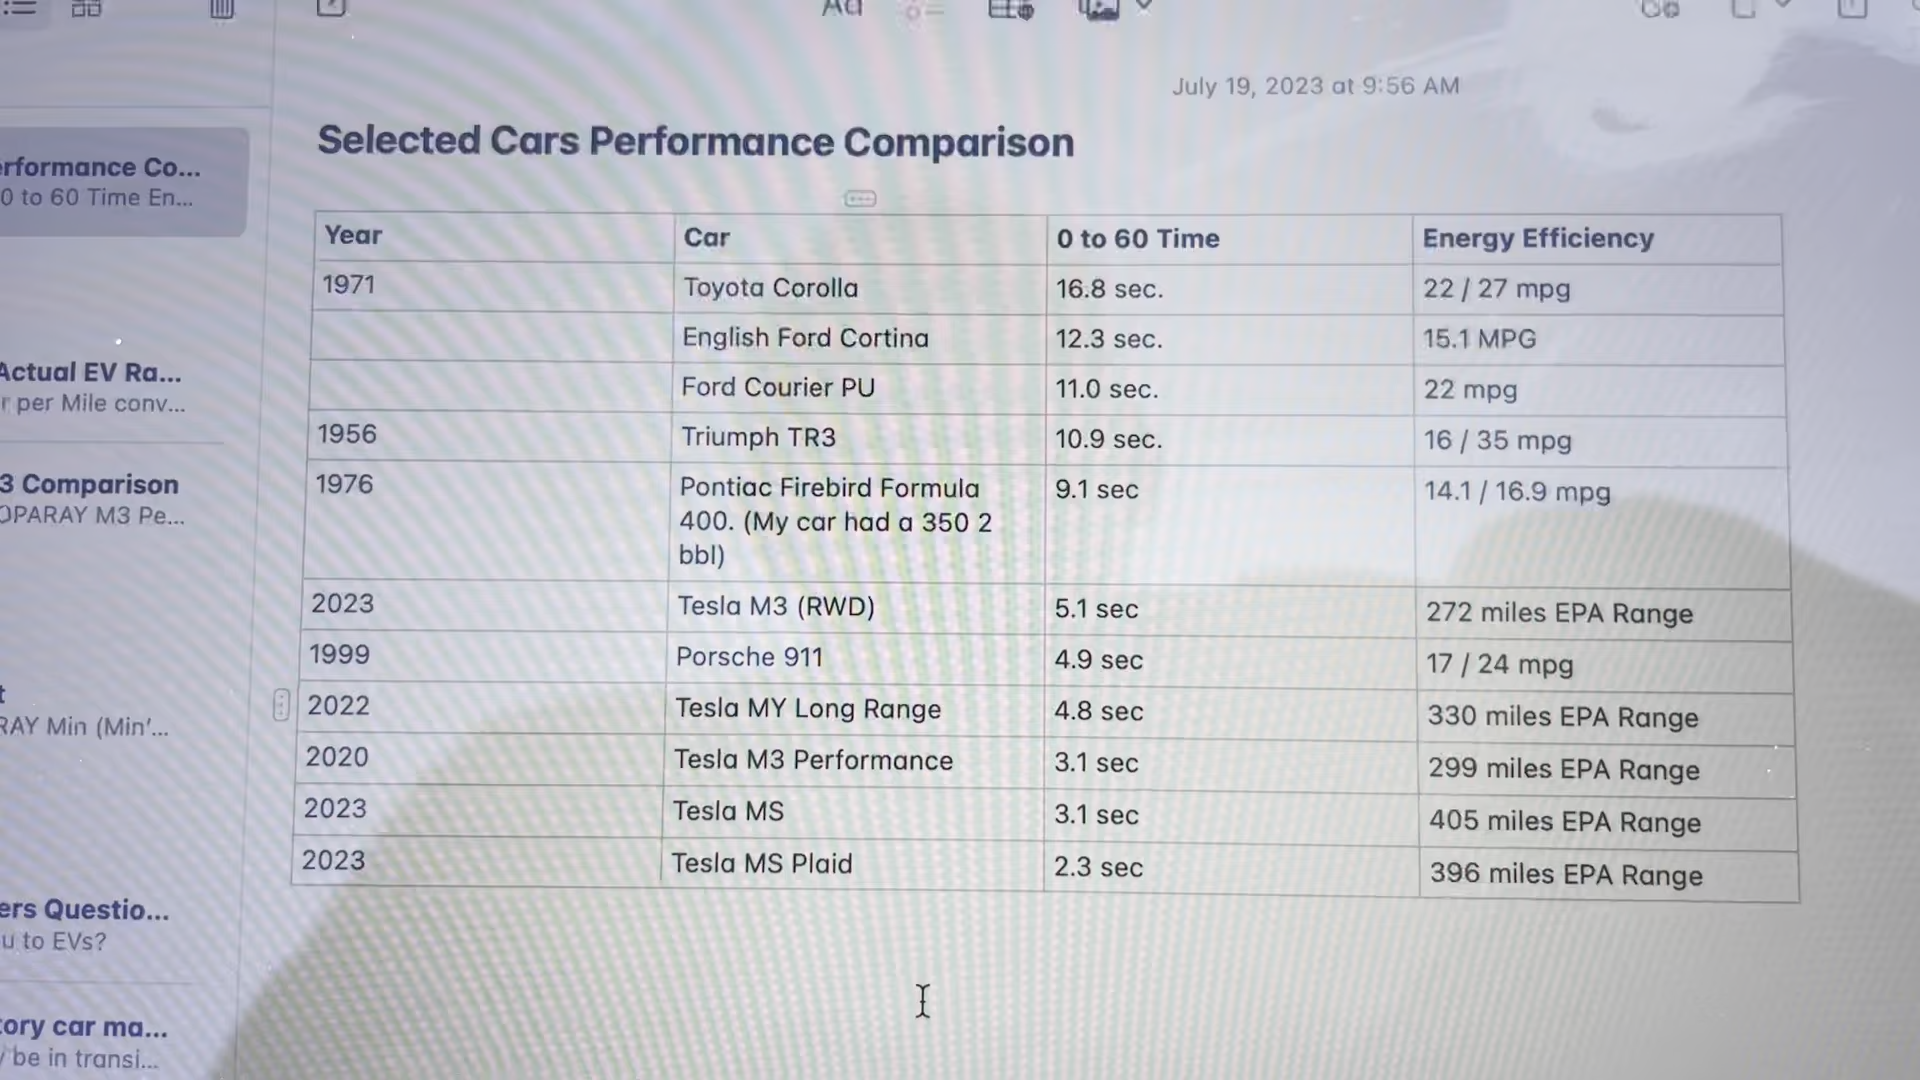 Aa
July 19, 2023 at 9:56 AM
Selected Cars Performance Comparison
erformance Co...
0 to 60 Time En...
Actual EV Ra...
r per Mile conv...
3 Comparison
OPARAY M3 Pe...
t
RAY Min (Min'...
ers Questio...
u to EVs?
tory car ma...
be in transi...
Year Car 0 to 60 Time Energy Efficiency
1971 Toyota Corolla 16.8 sec. 22 / 27 mpg
English Ford Cortina 12.3 sec. 15.1 MPG
Ford Courier PU 11.0 sec. 22 mpg
1956 Triumph TR3 10.9 sec. 16 / 35 mpg
1976 Pontiac Firebird Formula 9.1 sec 14.1 / 16.9 mpg
400. (My car had a 350 2
bbl)
2023 Tesla M3 (RWD) 5.1 sec 272 miles EPA Range
1999 Porsche 911 4.9 sec 17 / 24 mpg
2022 Tesla MY Long Range 4.8 sec 330 miles EPA Range
2020 Tesla M3 Performance 3.1 sec 299 miles EPA Range
2023 Tesla MS 3.1 sec 405 miles EPA Range
2023 Tesla MS Plaid 2.3 sec 396 miles EPA Range